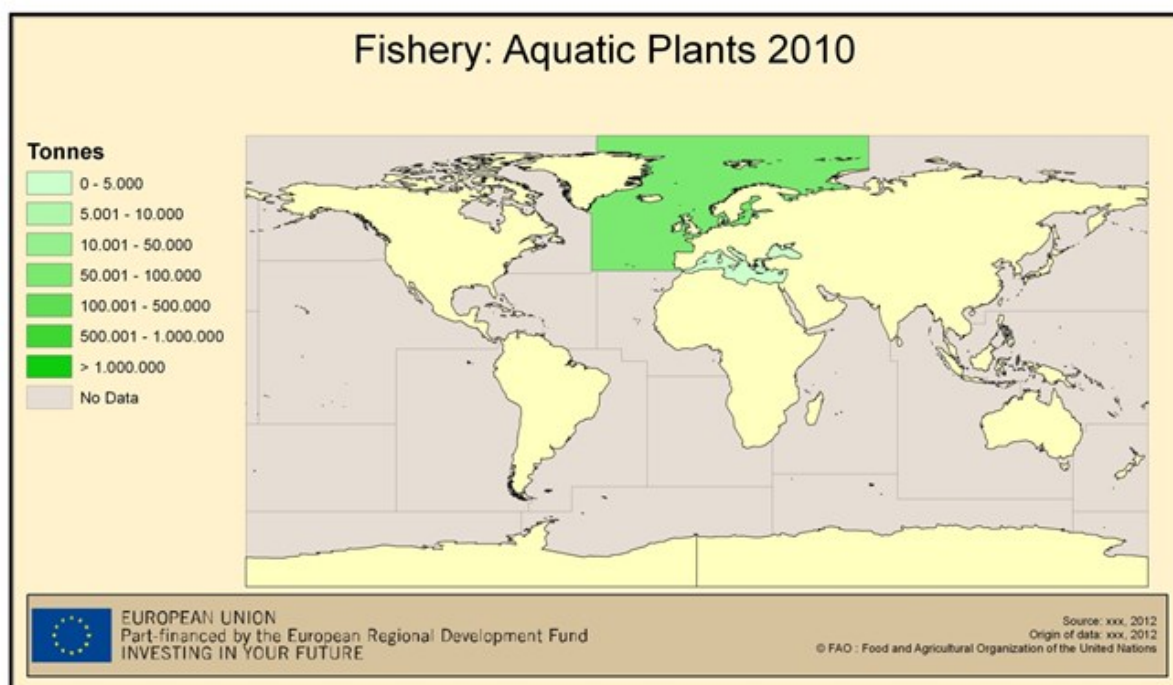 Fishery: Aquatic Plants 2010
Tonnes
0 - 5.000
5.001 - 10.000
10.001 - 50.000
50.001 - 100.000
100.001 - 500.000
500.001 - 1.000.000
> 1.000.000
No Data
EUROPEAN UNION
Part-financed by the European Regional Development Fund
INVESTING IN YOUR FUTURE
Source: xxx, 2012
Origin of data: xxx, 2012
© FAO : Food and Agricultural Organization of the United Nations